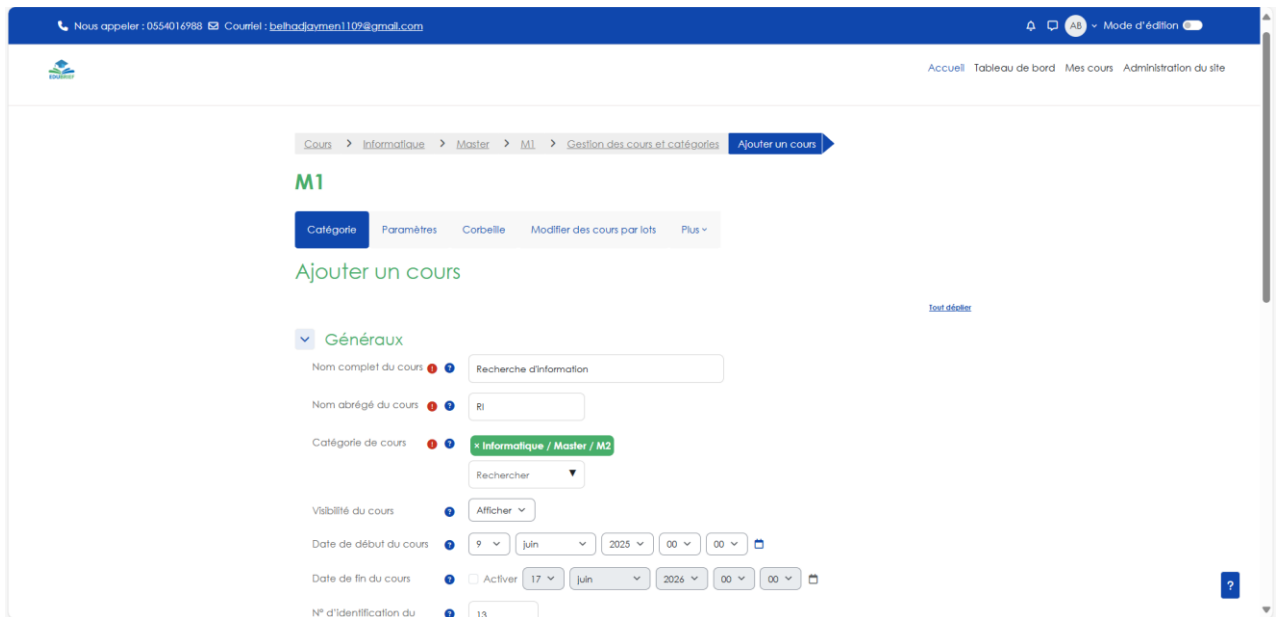 Nous appeler : 0554016988 Courriel : belhadjaymen1109@gmail.com
AB Mode d'édition
EDUBRIEF
Accueil Tableau de bord Mes cours Administration du site
Cours > Informatique > Master > M1 > Gestion des cours et catégories Ajouter un cours
M1
Catégorie Paramètres Corbeille Modifier des cours par lots Plus
Ajouter un cours
Tout déplier
Généraux
Nom complet du cours ! ? Recherche d'information
Nom abrégé du cours ! ? RI
Catégorie de cours ! ? × Informatique / Master / M2
Rechercher ▼
Visibilité du cours ? Afficher
Date de début du cours ? 9 juin 2025 00 00
Date de fin du cours ? Activer 17 juin 2026 00 00
?
N° d'identification du ? 13